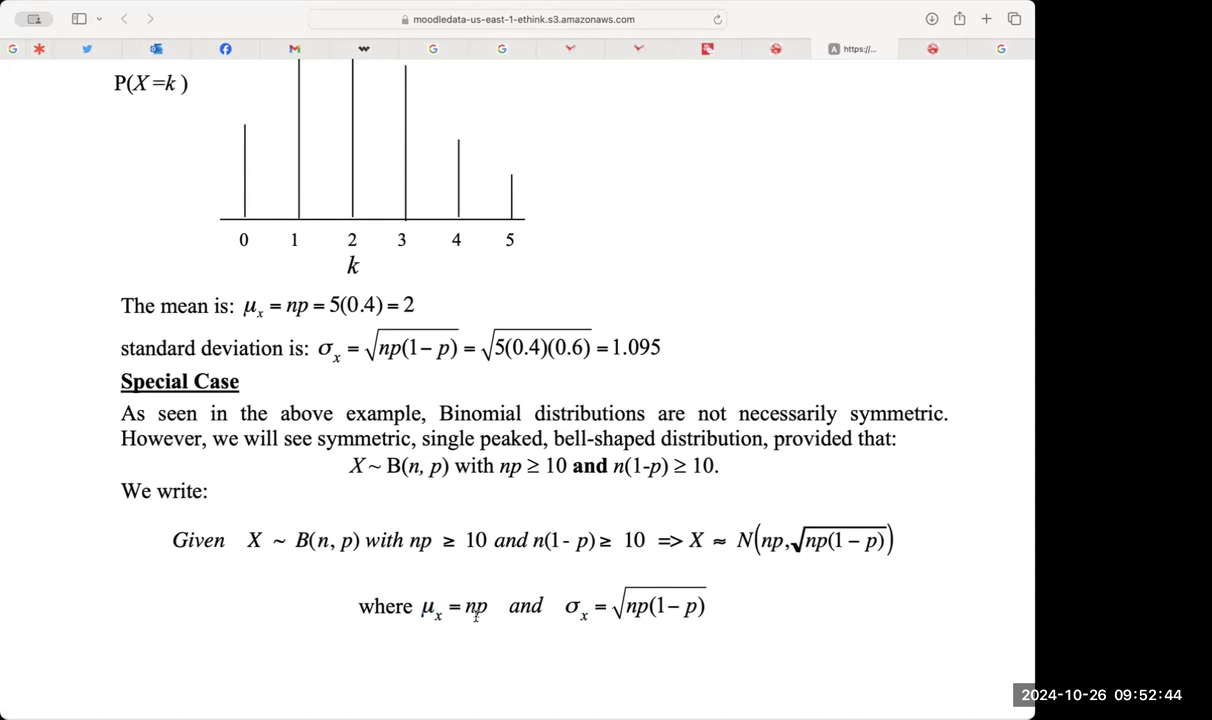 moodledata-us-east-1-ethink.s3.amazonaws.com
https://...
P(X=k)
0 1 2 3 4 5
k
The mean is: μₓ = np = 5(0.4) = 2
standard deviation is: σₓ = √np(1− p) = √5(0.4)(0.6) = 1.095
Special Case
As seen in the above example, Binomial distributions are not necessarily symmetric.
However, we will see symmetric, single peaked, bell-shaped distribution, provided that:
X ~ B(n, p) with np ≥ 10 and n(1-p) ≥ 10.
We write:
Given X ~ B(n, p) with np ≥ 10 and n(1- p) ≥ 10 => X ≈ N(np,√np(1 − p))
where μₓ = np and σₓ = √np(1− p)
2024-10-26 09:52:44